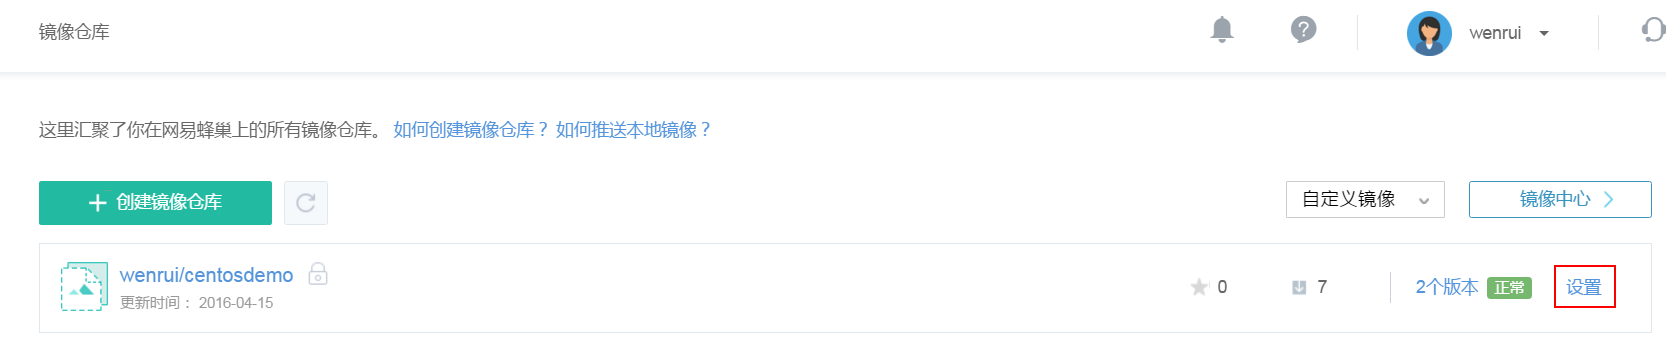 镜像仓库
wenrui
这里汇聚了你在网易蜂巢上的所有镜像仓库。 如何创建镜像仓库？ 如何推送本地镜像？
创建镜像仓库
自定义镜像
镜像中心
wenrui/centosdemo
更新时间： 2016-04-15
0
7
2个版本 正常
设置